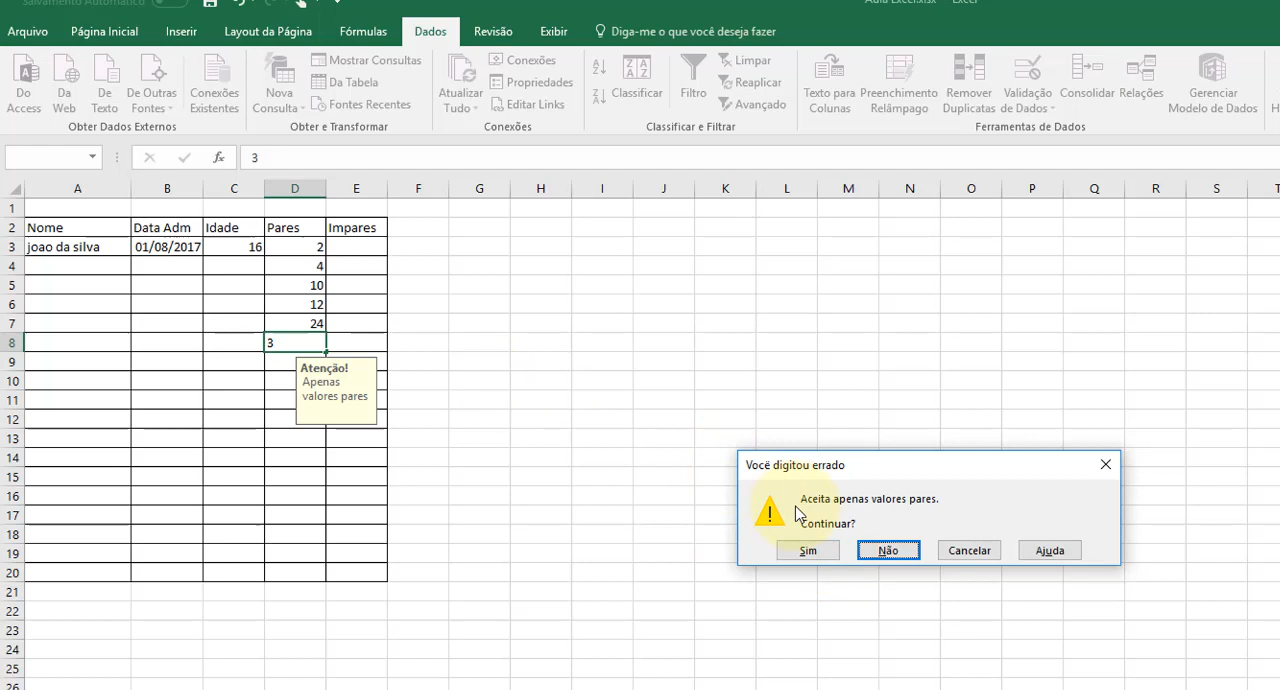 Salvamento Automático
Aula Excel.xlsx - Excel
Arquivo Página Inicial Inserir Layout da Página Fórmulas Dados Revisão Exibir Diga-me o que você deseja fazer
Do Access
Da Web
De Texto
De Outras Fontes
Conexões Existentes
Obter Dados Externos
Nova Consulta
Mostrar Consultas
Da Tabela
Fontes Recentes
Obter e Transformar
Atualizar Tudo
Conexões
Propriedades
Editar Links
Conexões
Classificar
Filtro
Limpar
Reaplicar
Avançado
Classificar e Filtrar
Texto para Colunas
Preenchimento Relâmpago
Remover Duplicatas
Validação de Dados
Consolidar
Relações
Gerenciar Modelo de Dados
Ferramentas de Dados
fx 3
A B C D E F G H I J K L M N O P Q R S T
1
2 Nome Data Adm Idade Pares Impares
3 joao da silva 01/08/2017 16 2
4 4
5 10
6 12
7 24
8 3
9
10
11
12
13
14
15
16
17
18
19
20
21
22
23
24
25
26
Atenção!
Apenas
valores pares
Você digitou errado
Aceita apenas valores pares.
Continuar?
Sim Não Cancelar Ajuda